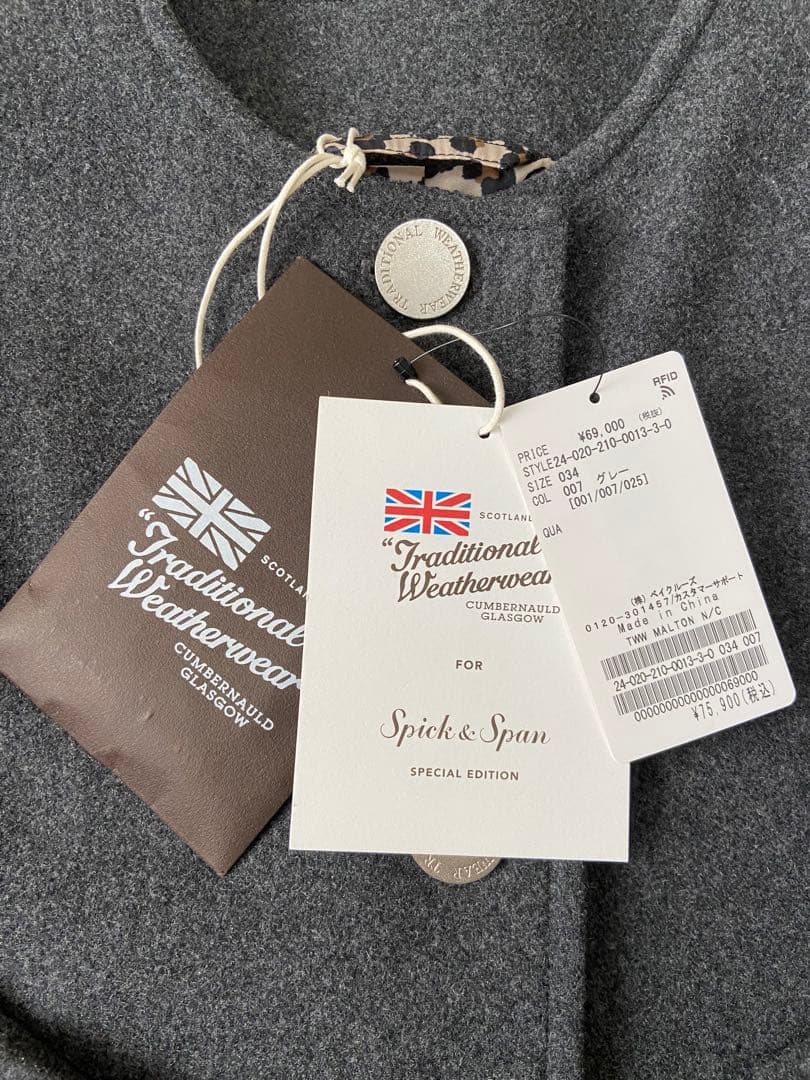 TRADITIONAL WEATHERWEAR
SCOTLAND
"Traditional
Weatherwear
CUMBERNAULD
GLASGOW
SCOTLAND
"Traditional
Weatherwear
CUMBERNAULD
GLASGOW
FOR
Spick & Span
SPECIAL EDITION
RFID
PRICE ¥69,000 (税抜)
STYLE24-020-210-0013-3-0
SIZE 034
COL 007 グレー
[001/007/025]
QUA
(株) ベイクルーズ
0120-301457/カスタマーサポート
Made in China
TWW MALTON N/C
24-020-210-0013-3-0 034 007
0000000000000069000
¥75,900(税込)